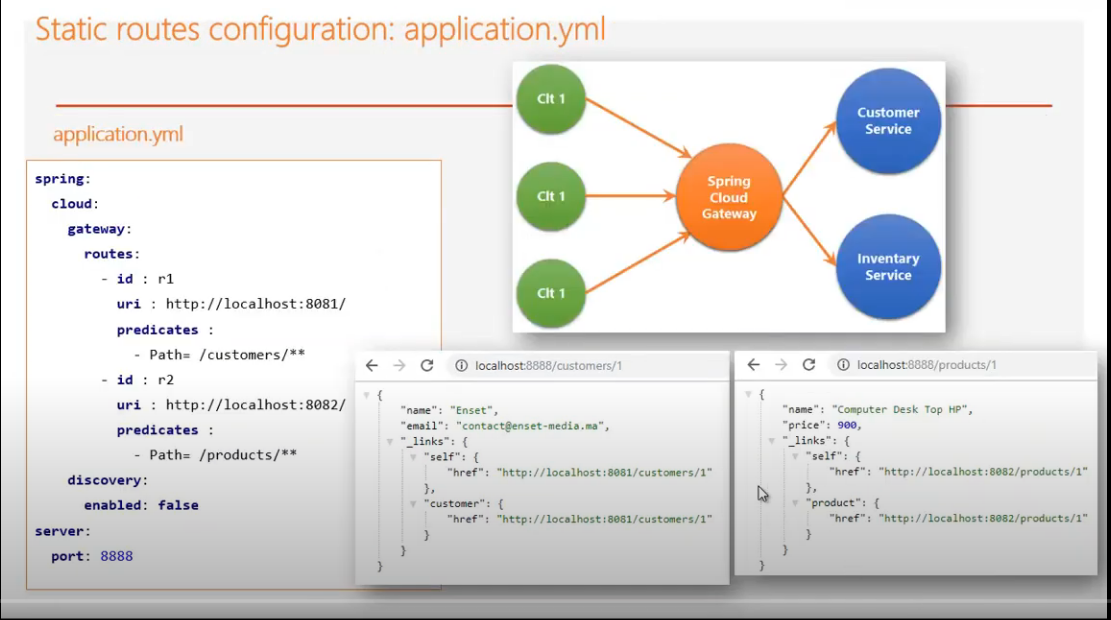 Static routes configuration: application.yml
application.yml
spring:
  cloud:
    gateway:
      routes:
        - id : r1
          uri : http://localhost:8081/
          predicates :
            - Path= /customers/**
        - id : r2
          uri : http://localhost:8082/
          predicates :
            - Path= /products/**
    discovery:
      enabled: false
server:
  port: 8888
Clt 1
Clt 1
Clt 1
Spring
Cloud
Gateway
Customer
Service
Inventary
Service
localhost:8888/customers/1
{
"name": "Enset",
"email": "contact@enset-media.ma",
"_links": {
"self": {
"href": "http://localhost:8081/customers/1"
},
"customer": {
"href": "http://localhost:8081/customers/1"
}
}
}
localhost:8888/products/1
{
"name": "Computer Desk Top HP",
"price": 900,
"_links": {
"self": {
"href": "http://localhost:8082/products/1"
},
"product": {
"href": "http://localhost:8082/products/1"
}
}
}